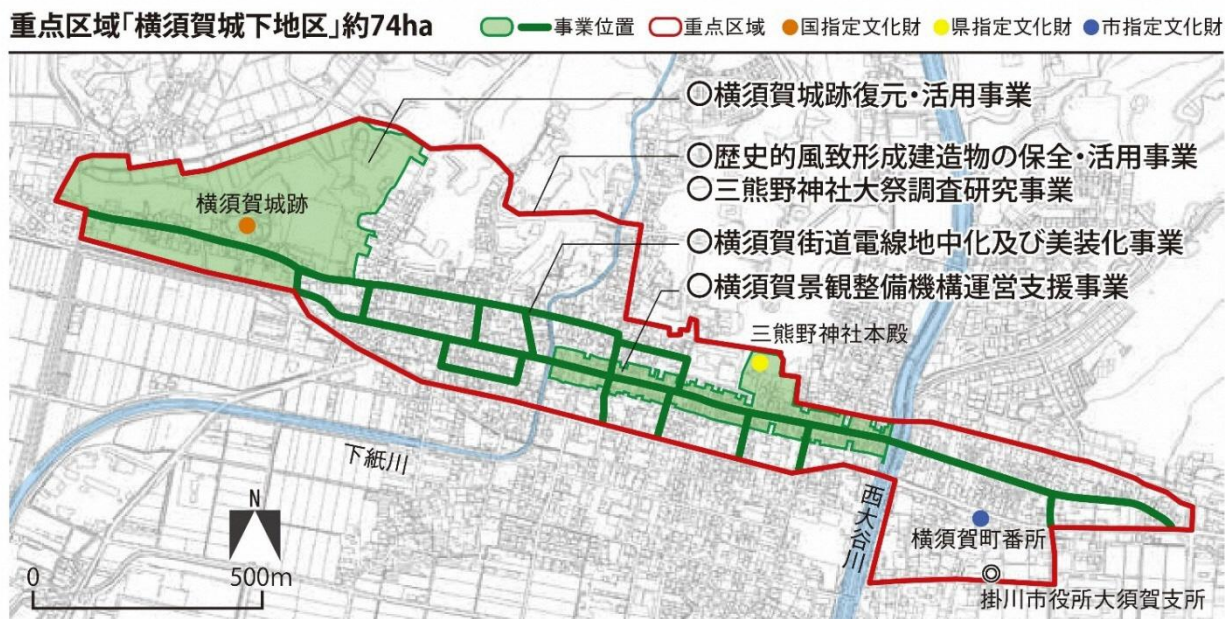 重点区域「横須賀城下地区」約74ha
事業位置 重点区域 国指定文化財 県指定文化財 市指定文化財
○横須賀城跡復元・活用事業
○歴史的風致形成建造物の保全・活用事業
○三熊野神社大祭調査研究事業
横須賀城跡
○横須賀街道電線地中化及び美装化事業
○横須賀景観整備機構運営支援事業
三熊野神社本殿
下紙川
西大谷川
N
0 500m
横須賀町番所
掛川市役所大須賀支所